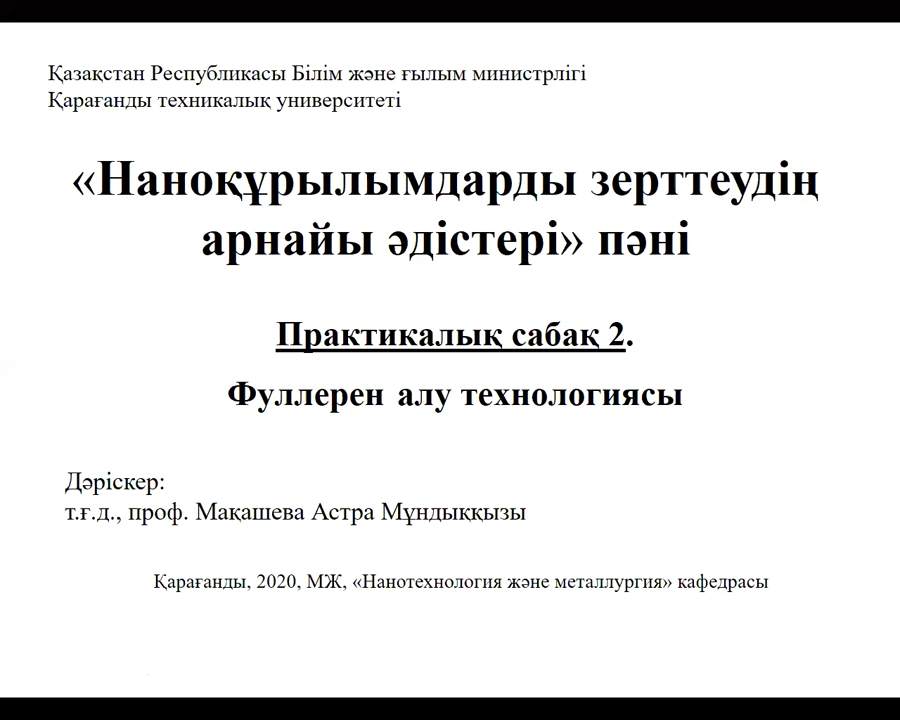 Қазақстан Республикасы Білім және ғылым министрлігі
Қарағанды техникалық университеті
«Наноқұрылымдарды зерттеудің
арнайы әдістері» пәні
Практикалық сабақ 2.
Фуллерен алу технологиясы
Дәріскер:
т.ғ.д., проф. Мақашева Астра Мұндыққызы
Қарағанды, 2020, МЖ, «Нанотехнология және металлургия» кафедрасы